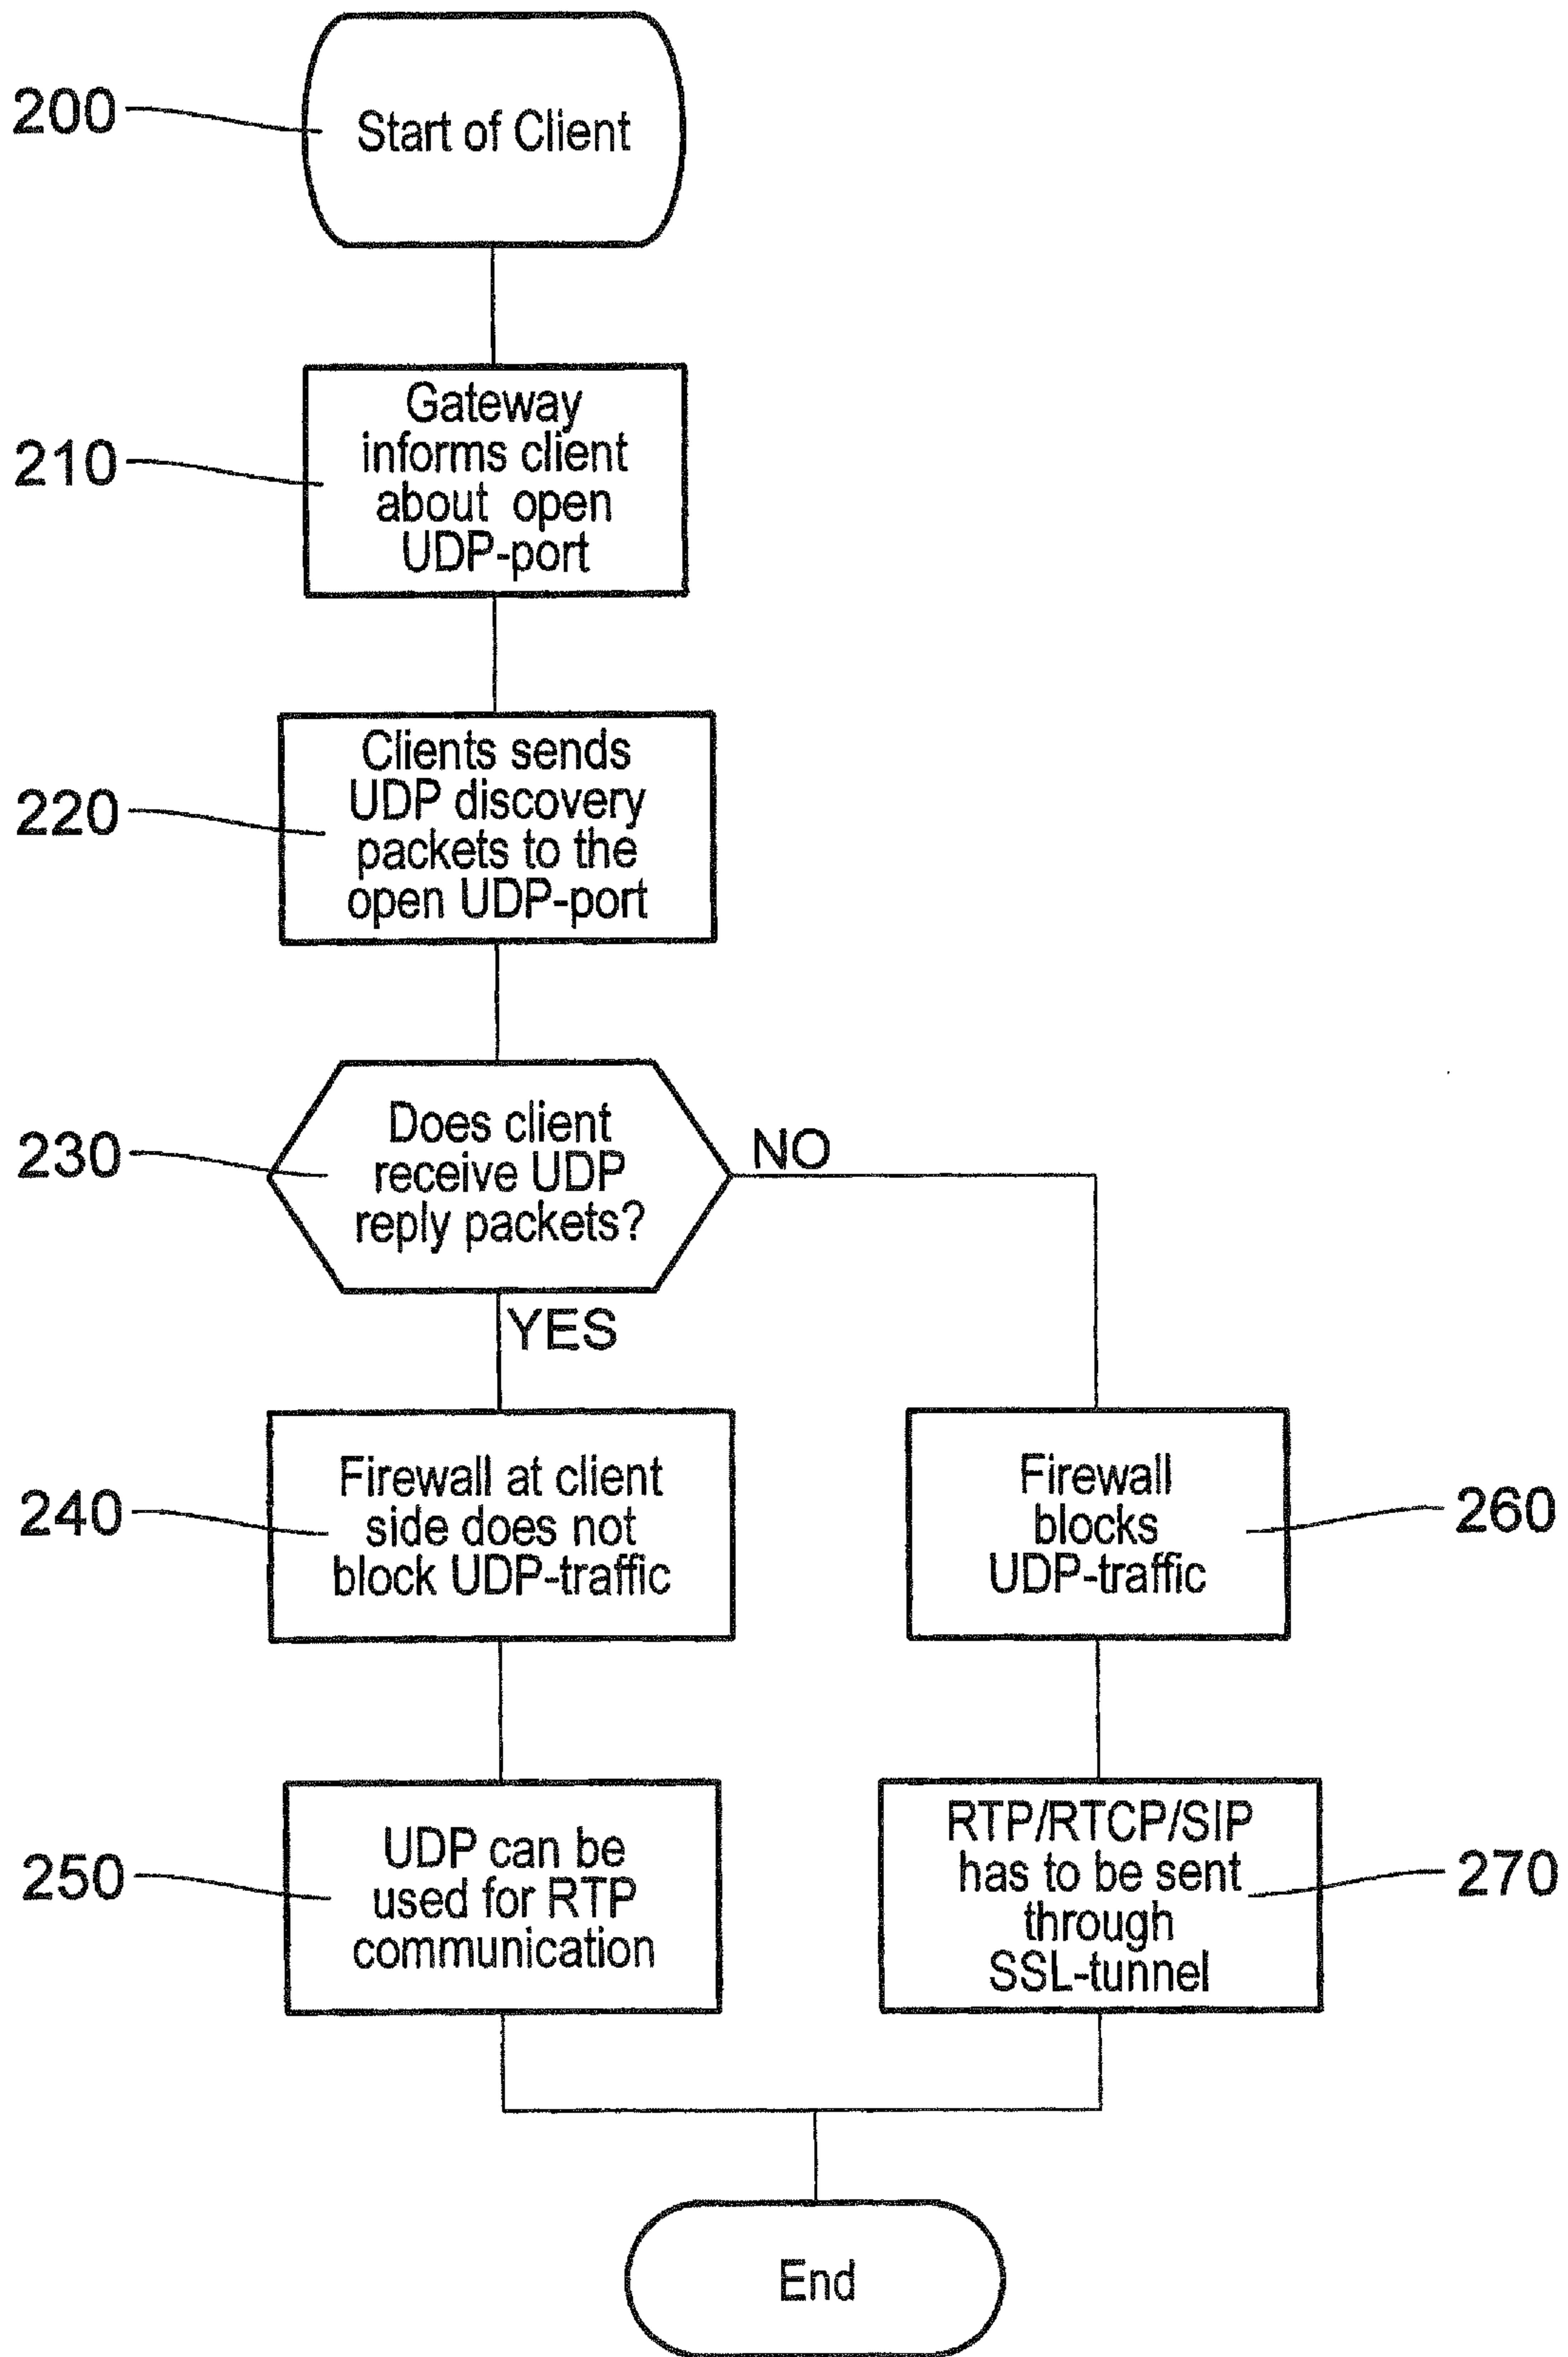 200
Start of Client
210
Gateway
informs client
about open
UDP-port
220
Clients sends
UDP discovery
packets to the
open UDP-port
230
Does client
receive UDP
reply packets?
NO
YES
240
Firewall at client
side does not
block UDP-traffic
Firewall
blocks
UDP-traffic
260
250
UDP can be
used for RTP
communication
RTP/RTCP/SIP
has to be sent
through
SSL-tunnel
270
End